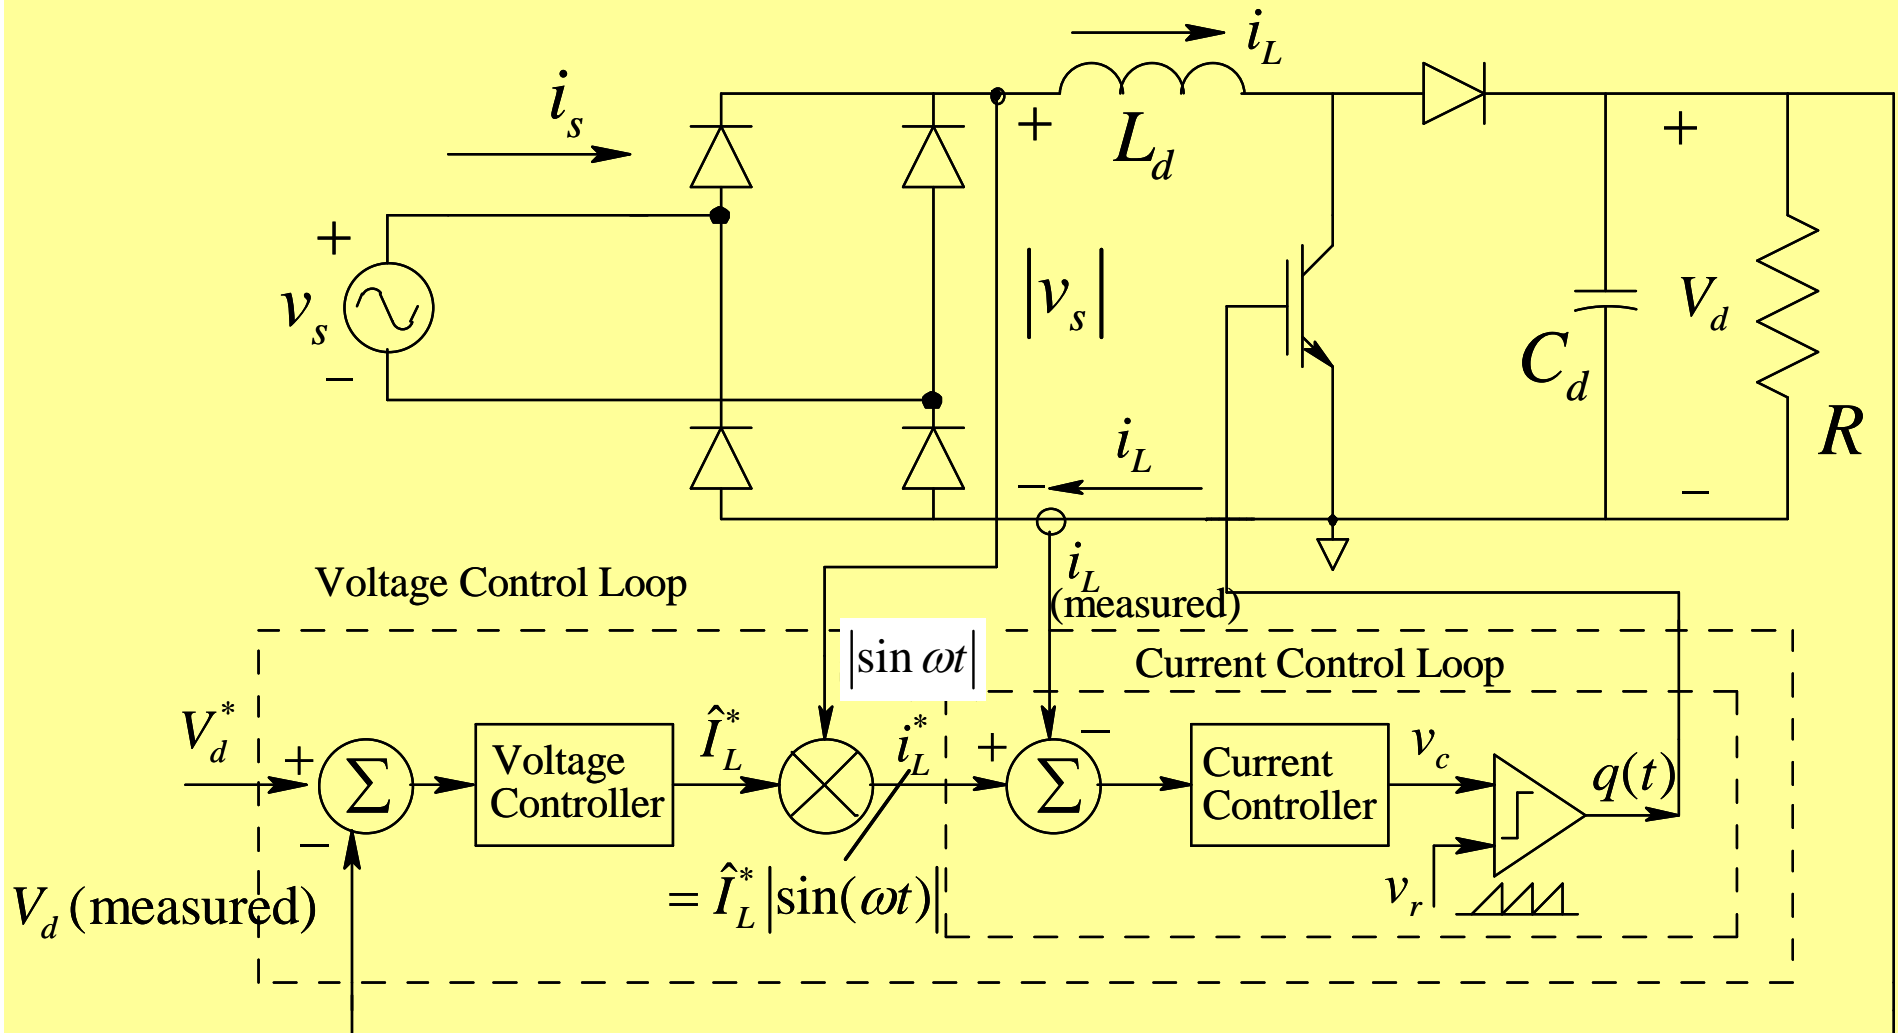 i_L
i_s
+
L_d
+
+
v_s
|v_s|
V_d
C_d
−
R
i_L
−
−
i_L
(measured)
Voltage Control Loop
|sin ωt|
Current Control Loop
V_d^*
+
Σ
−
Voltage
Controller
Î_L^*
i_L^*
= Î_L^* |sin(ωt)|
+
−
Σ
Current
Controller
v_c
q(t)
v_r
V_d (measured)